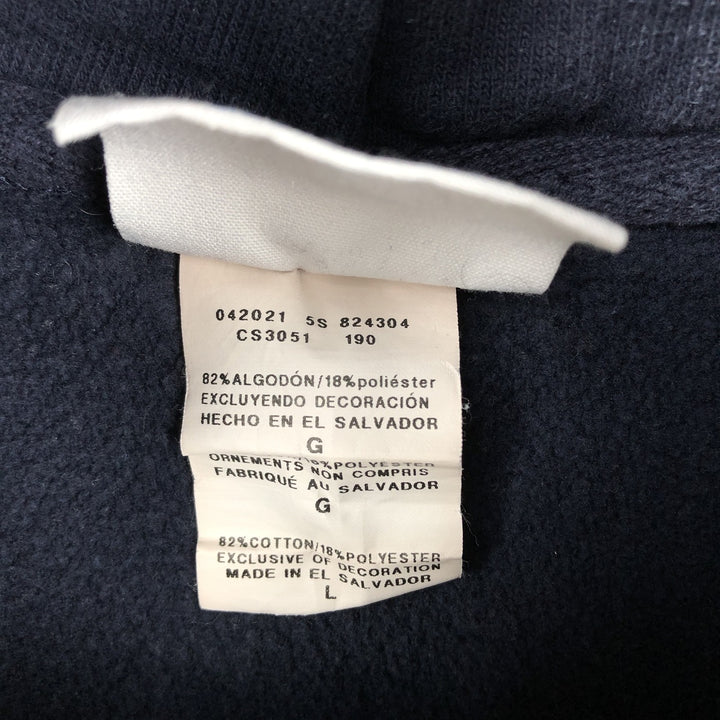 042021 5S 824304
CS3051 190
82%ALGODÓN/18%poliéster
EXCLUYENDO DECORACIÓN
HECHO EN EL SALVADOR
G
POLYESTER
ORNEMENTS NON COMPRIS
FABRIQUÉ AU SALVADOR
G
82%COTTON/18%POLYESTER
EXCLUSIVE OF DECORATION
MADE IN EL SALVADOR
L